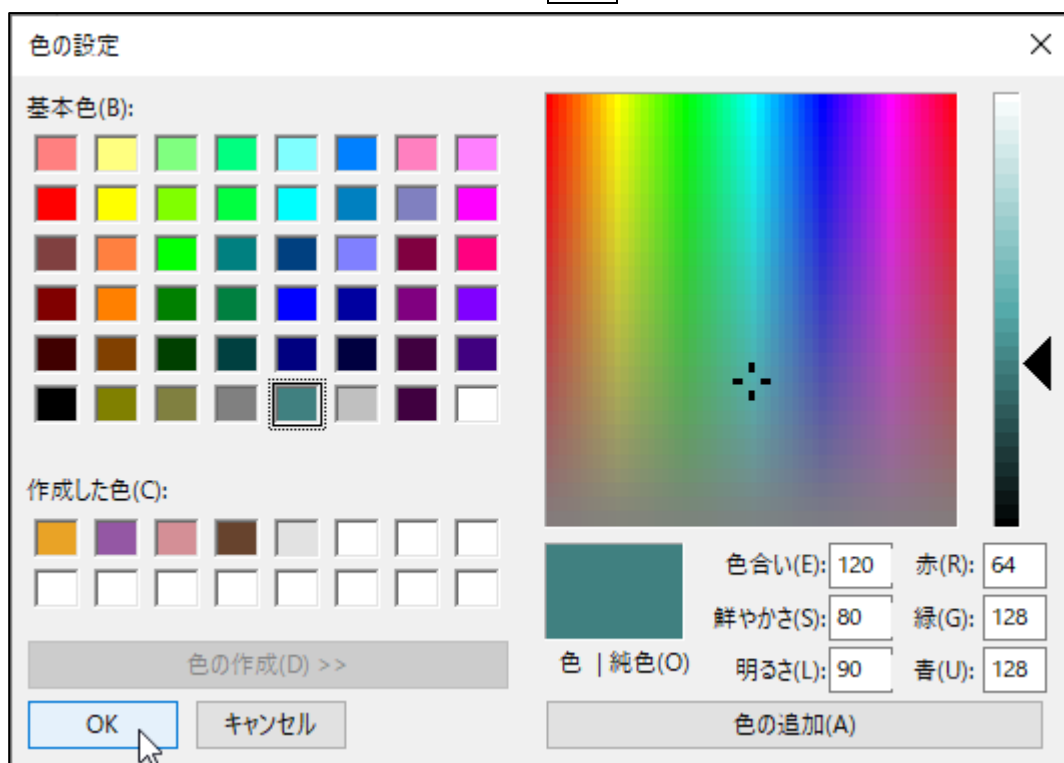 色の設定
基本色(B):
作成した色(C):
色の作成(D) >>
OK
キャンセル
色 | 純色(O)
色合い(E): 120
鮮やかさ(S): 80
明るさ(L): 90
赤(R): 64
緑(G): 128
青(U): 128
色の追加(A)